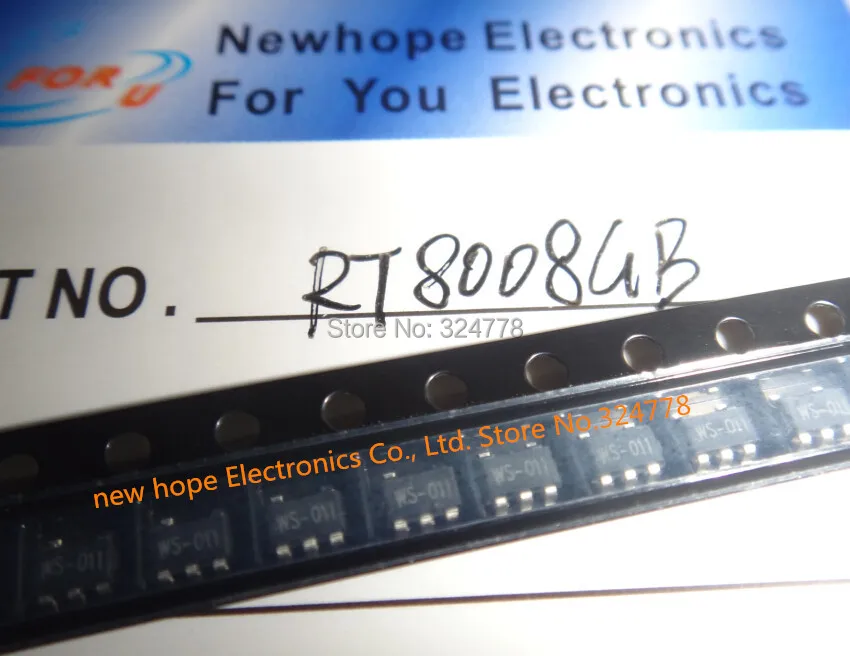 FOR U
Newhope Electronics
For You Electronics
T NO. RT8008GB
Store No: 324778
new hope Electronics Co., Ltd. Store No.324778
WS-011
WS-011
WS-011
WS-011
WS-011
WS-011
WS-011
WS-011